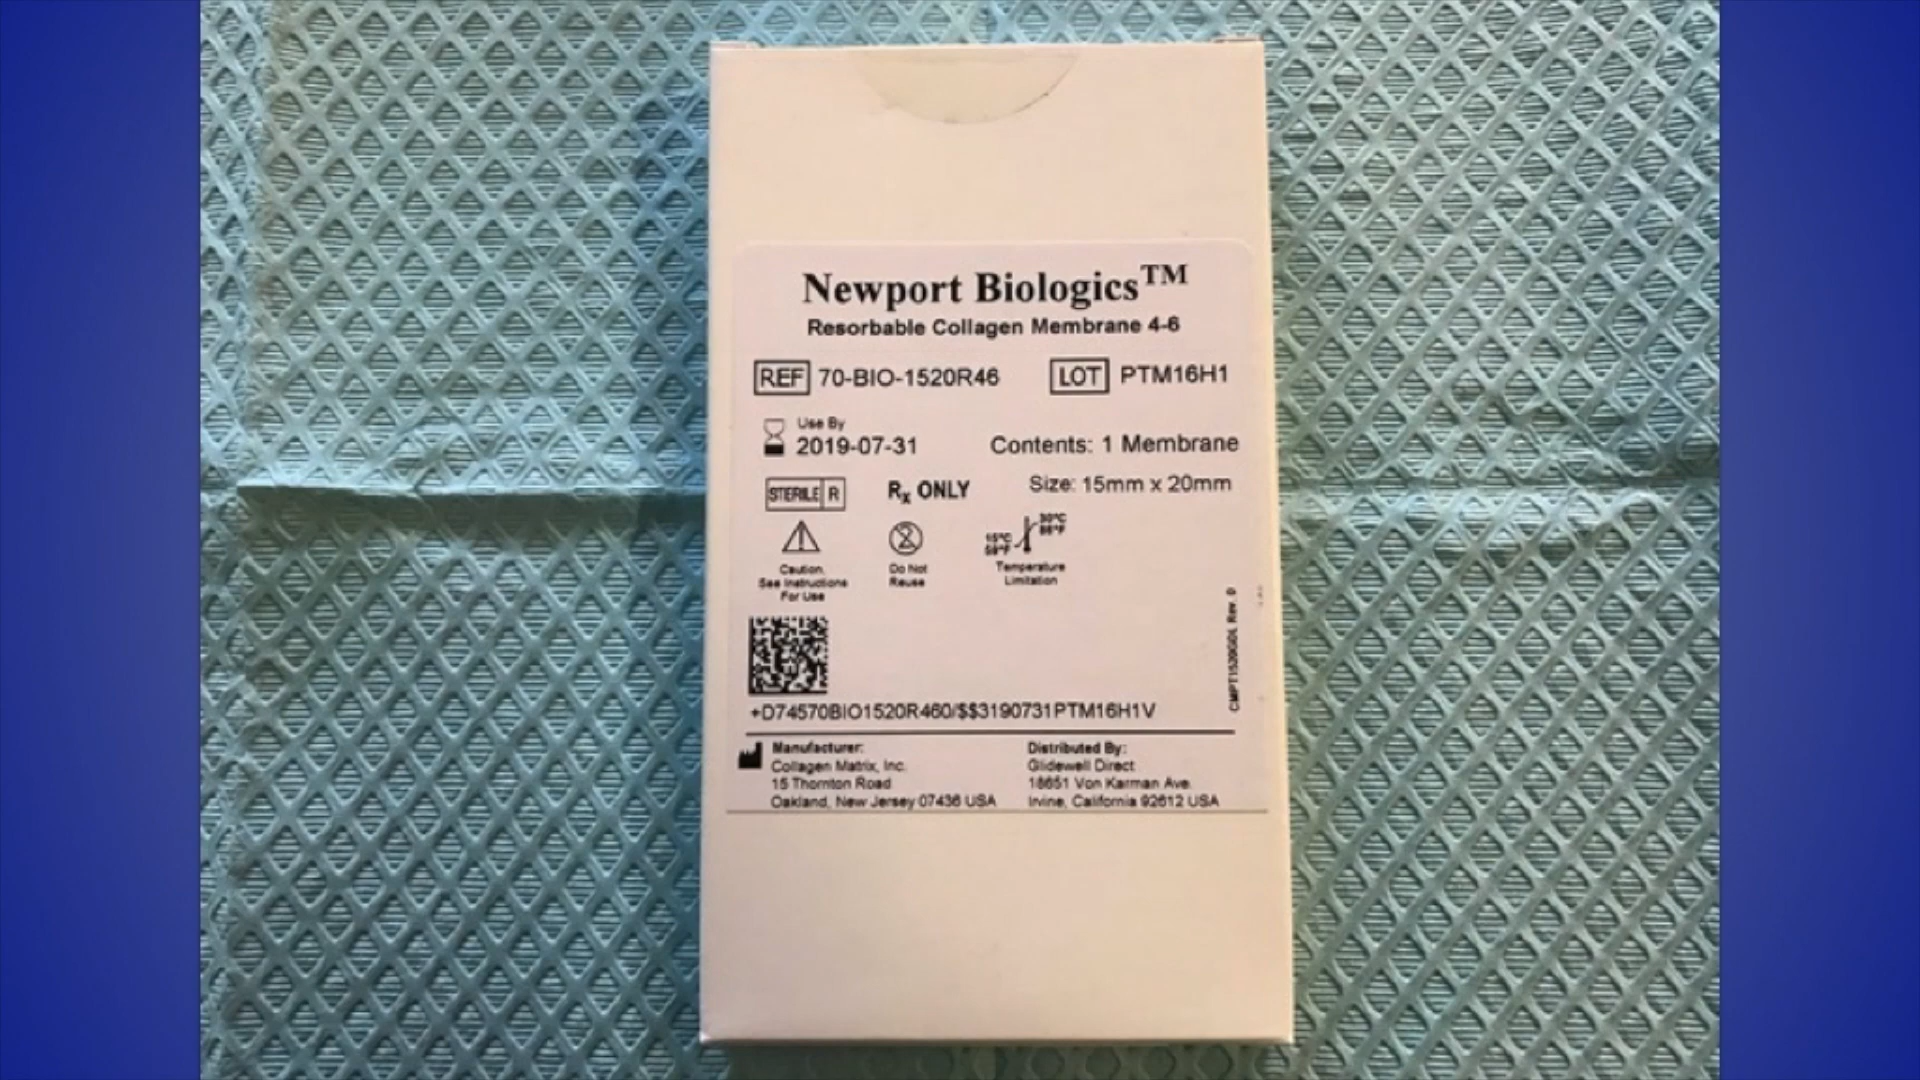 Newport Biologics™
Resorbable Collagen Membrane 4-6
REF 70-BIO-1520R46 LOT PTM16H1
Use By
2019-07-31
Contents: 1 Membrane
STERILE R
Rx ONLY
Size: 15mm x 20mm
Caution.
See Instructions
For Use
Do Not
Reuse
15°C
59°F
30°C
86°F
Temperature
Limitation
+D74570BIO1520R460/$$3190731PTM16H1V
Manufacturer:
Collagen Matrix, Inc.
15 Thornton Road
Oakland, New Jersey 07436 USA
Distributed By:
Glidewell Direct
18651 Von Karman Ave.
Irvine, California 92612 USA
Rev. D